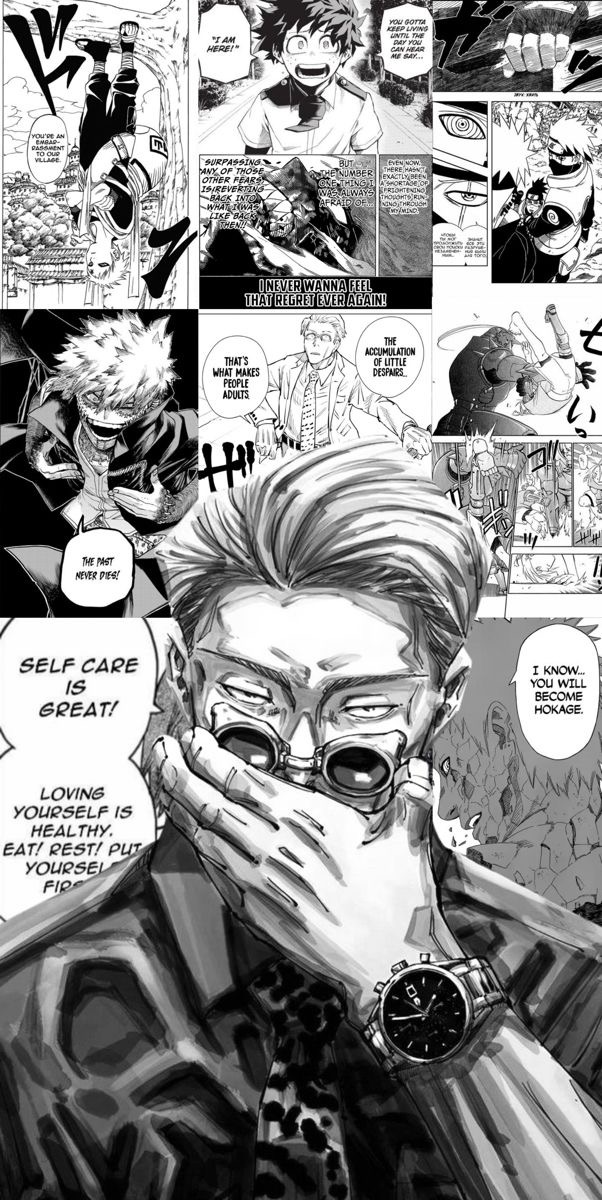 YOU'RE AN
EMBAR-
RASSMENT TO
OUR
VILLAGE.
"I AM
HERE!"
YOU GOTTA
KEEP LIVING
UNTIL THE
DAY YOU
CAN HEAR
ME SAY...
EVEN NOW,
THERE HASN'T
EXACTLY BEEN
A SHORTAGE OF
FRIGHTENING
THOUGHTS RUN-
NING THROUGH
MY MIND.
BUT...
THE NUMBER
ONE THING I
WAS ALWAYS
AFRAID OF...
SURPASSING
ANY OF THOSE
OTHER FEARS,
IS REVERTING
BACK INTO
WHAT I WAS
LIKE BACK
THEN!!
I NEVER WANNA FEEL
THAT REGRET EVER AGAIN!
THE
ACCUMULATION
OF LITTLE
DESPAIRS...
THAT'S
WHAT MAKES
PEOPLE
ADULTS.
THE PAST
NEVER DIES!
SELF CARE
IS
GREAT!
LOVING
YOURSELF IS
HEALTHY.
EAT! REST! PUT
YOURSELF
I KNOW...
YOU WILL
BECOME
HOKAGE.